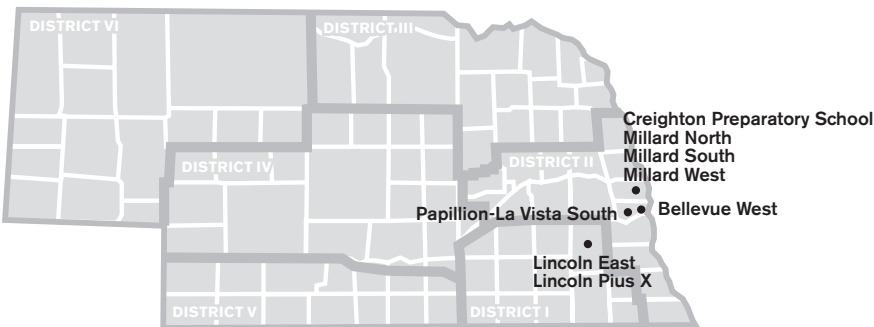 DISTRICT VI
DISTRICT III
Creighton Preparatory School
Millard North
Millard South
Millard West
DISTRICT IV
DISTRICT II
Papillion-La Vista South
Bellevue West
Lincoln East
Lincoln Pius X
DISTRICT V
DISTRICT I